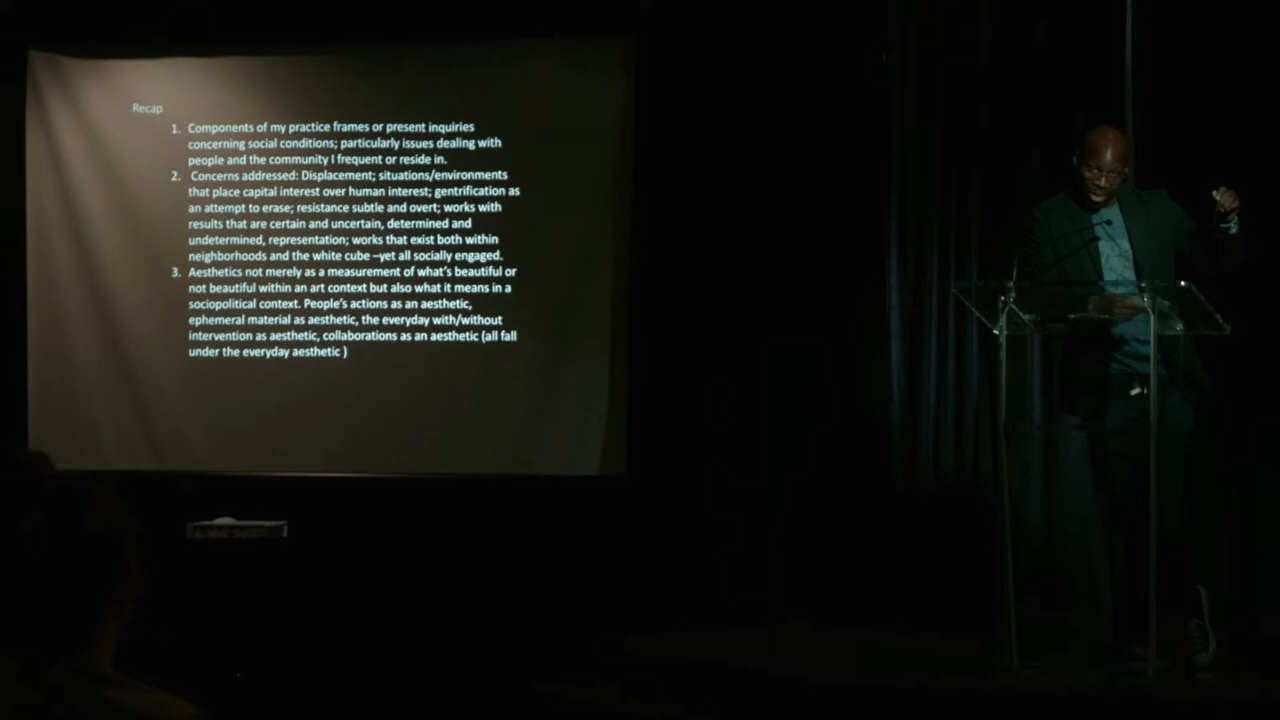 Recap
1. Components of my practice frames or present inquiries
concerning social conditions; particularly issues dealing with
people and the community I frequent or reside in.
2. Concerns addressed: Displacement; situations/environments
that place capital interest over human interest; gentrification as
an attempt to erase; resistance subtle and overt; works with
results that are certain and uncertain, determined and
undetermined, representation; works that exist both within
neighborhoods and the white cube –yet all socially engaged.
3. Aesthetics not merely as a measurement of what's beautiful or
not beautiful within an art context but also what it means in a
sociopolitical context. People's actions as an aesthetic,
ephemeral material as aesthetic, the everyday with/without
intervention as aesthetic, collaborations as an aesthetic (all fall
under the everyday aesthetic )